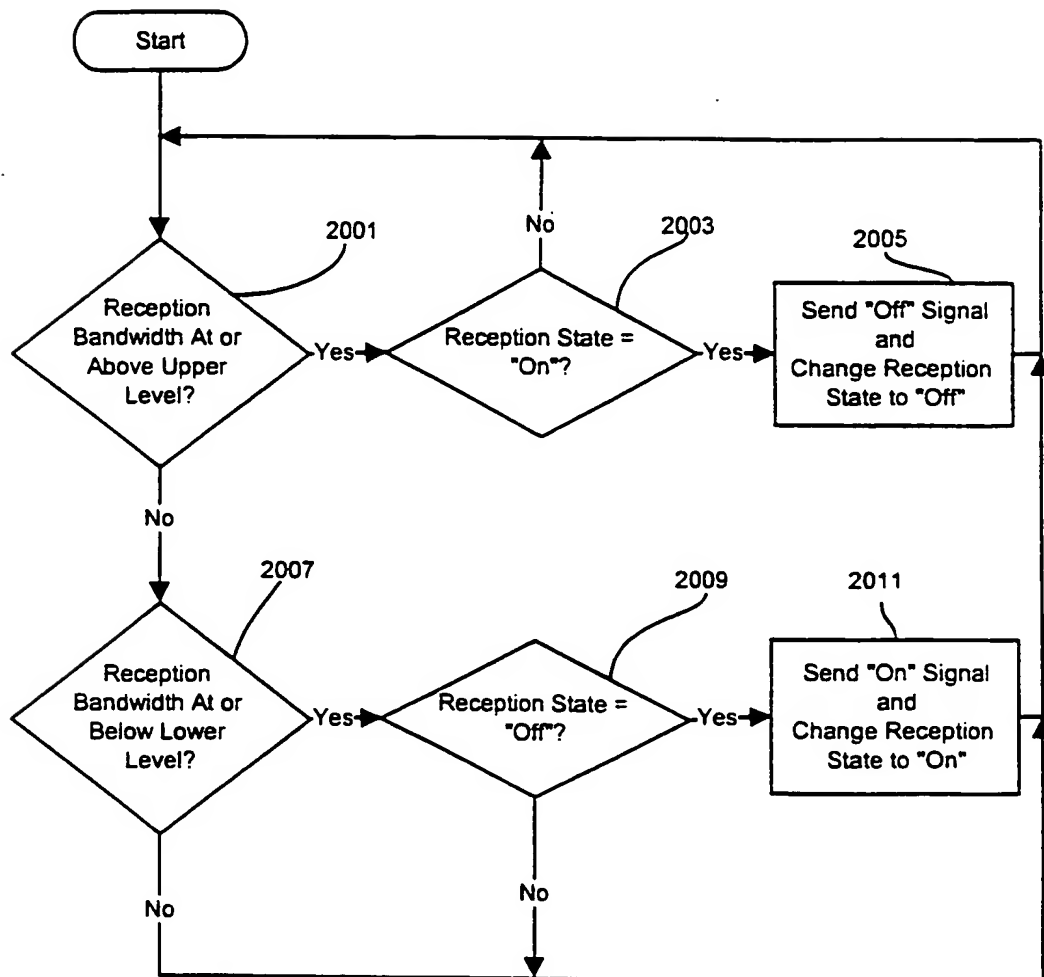 Start
No
2001
2003
2005
Reception
Bandwidth At or
Above Upper
Level?
Yes
Reception State =
"On"?
Yes
Send "Off" Signal
and
Change Reception
State to "Off"
No
2007
2009
2011
Reception
Bandwidth At or
Below Lower
Level?
Yes
Reception State =
"Off"?
Yes
Send "On" Signal
and
Change Reception
State to "On"
No
No